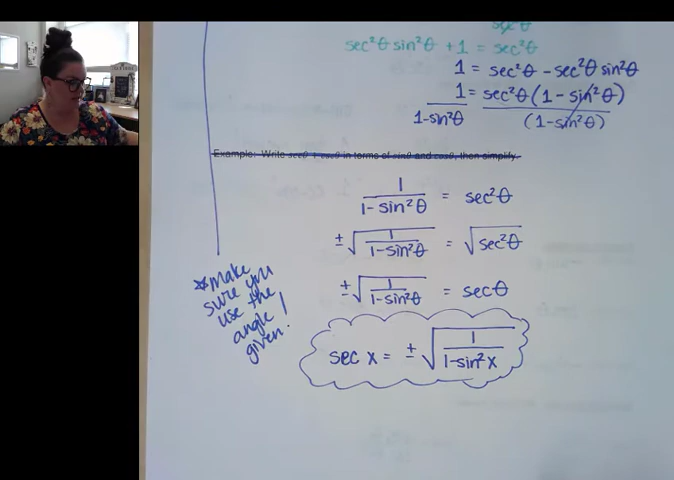 sec²θ sin²θ + 1 = sec²θ
1 = sec²θ - sec²θ sin²θ
1 = sec²θ (1 - sin²θ)
1-sin²θ (1-sin²θ)
Example: Write secθ + cscθ in terms of sinθ and cosθ, then simplify.
1/(1-sin²θ) = sec²θ
±√(1/(1-sin²θ)) = √sec²θ
±√(1/(1-sin²θ)) = secθ
sec x = ±√(1/(1-sin²x))
*make
sure you
use the
angle
given!